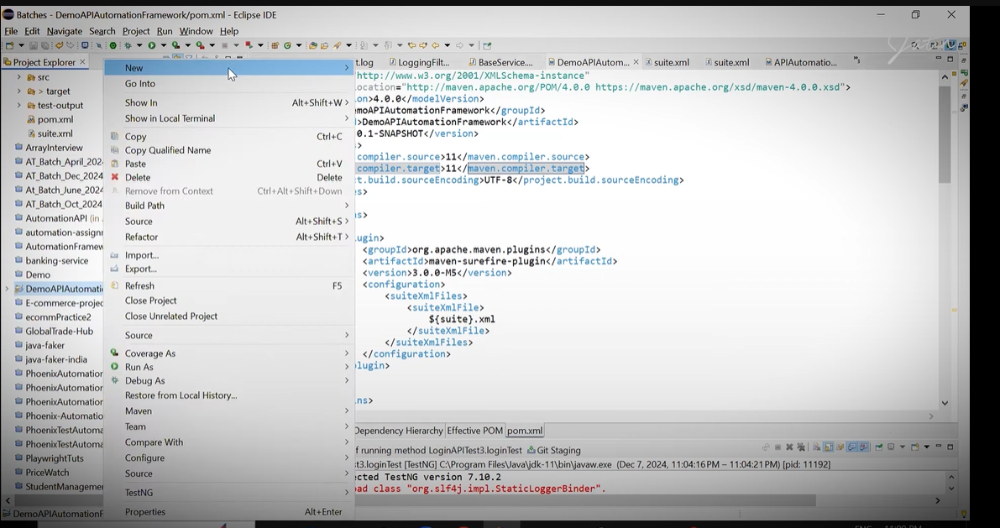 Batches - DemoAPIAutomationFramework/pom.xml - Eclipse IDE
File Edit Navigate Search Project Run Window Help
Project Explorer
src
> target
test-output
pom.xml
suite.xml
ArrayInterview
AT_Batch_April_2024
AT_Batch_Dec_2024
At_Batch_June_2024
AT_Batch_Oct_2024
AutomationAPI (in
automation-assignm
AutomationFramew
banking-service
Demo
DemoAPIAutomati
E-commerce-projec
ecommPractice2
GlobalTrade-Hub
java-faker
java-faker-india
PhoenixAutomation
PhoenixAutomation
PhoenixAutomation
Phoenix-Automatio
PhoenixTestAutoma
PhoenixTestAutoma
PlaywrightTuts
PriceWatch
StudentManagemen
DemoAPIAutomationF
New
Go Into
Show In Alt+Shift+W >
Show in Local Terminal
Copy Ctrl+C
Copy Qualified Name
Paste Ctrl+V
Delete Delete
Remove from Context Ctrl+Alt+Shift+Down
Build Path
Source Alt+Shift+S >
Refactor Alt+Shift+T >
Import...
Export...
Refresh F5
Close Project
Close Unrelated Project
Source
Coverage As
Run As
Debug As
Restore from Local History...
Maven
Team
Compare With
Configure
Source
TestNG
Properties Alt+Enter
t.log LoggingFilt... BaseService.... DemoAPIAutom... suite.xml suite.xml APIAutomatio...
http://www.w3.org/2001/XMLSchema-instance"
ocation="http://maven.apache.org/POM/4.0.0 https://maven.apache.org/xsd/maven-4.0.0.xsd">
on>4.0.0</modelVersion>
emoAPIAutomationFramework</groupId>
d>DemoAPIAutomationFramework</artifactId>
0.1-SNAPSHOT</version>
s>
compiler.source>11</maven.compiler.source>
compiler.target>11</maven.compiler.target>
ct.build.sourceEncoding>UTF-8</project.build.sourceEncoding>
es>
s>
ugin>
<groupId>org.apache.maven.plugins</groupId>
<artifactId>maven-surefire-plugin</artifactId>
<version>3.0.0-M5</version>
<configuration>
<suiteXmlFiles>
<suiteXmlFile>
${suite}.xml
</suiteXmlFile>
</suiteXmlFiles>
</configuration>
lugin>
ns>
Dependency Hierarchy Effective POM pom.xml
f running method LoginAPITest3.loginTest Git Staging
t3.loginTest [TestNG] C:\Program Files\Java\jdk-11\bin\javaw.exe (Dec 7, 2024, 11:04:16 PM – 11:04:21 PM) [pid: 11192]
cted TestNG version 7.10.2
oad class "org.slf4j.impl.StaticLoggerBinder".